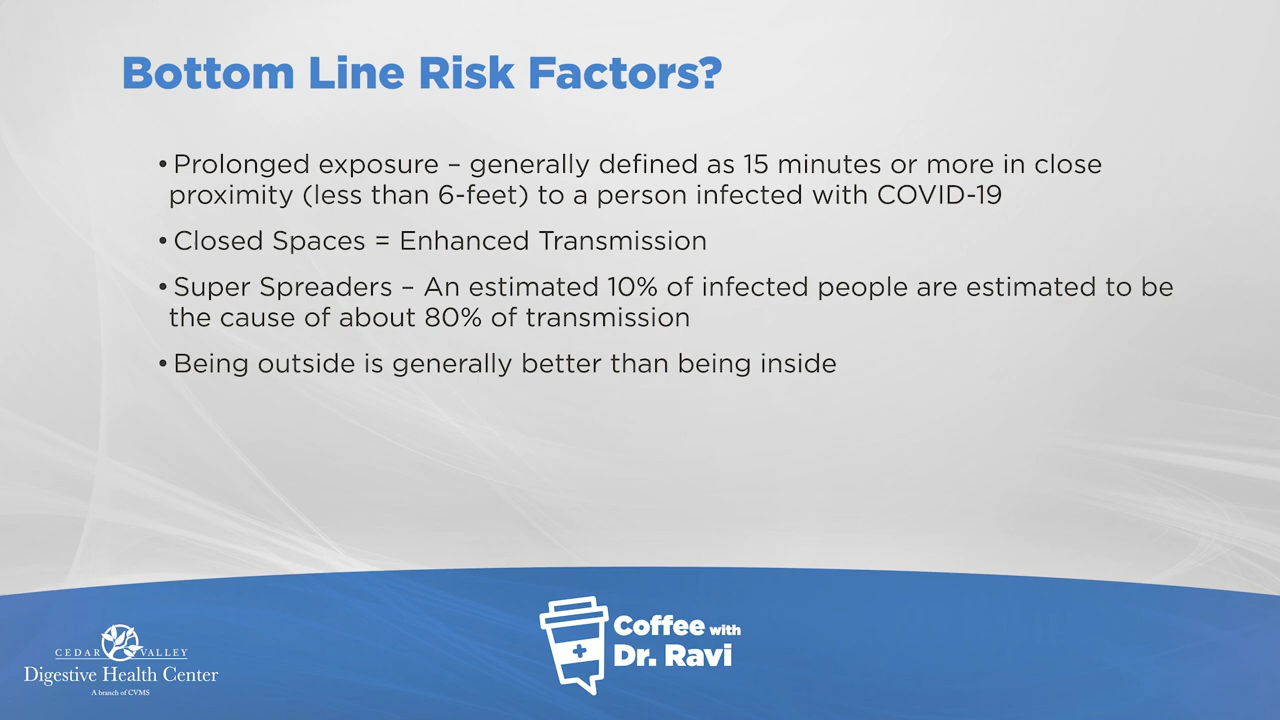 Bottom Line Risk Factors?
• Prolonged exposure – generally defined as 15 minutes or more in close
proximity (less than 6-feet) to a person infected with COVID-19
• Closed Spaces = Enhanced Transmission
• Super Spreaders – An estimated 10% of infected people are estimated to be
the cause of about 80% of transmission
• Being outside is generally better than being inside
CEDAR VALLEY
Digestive Health Center
A branch of CVMS
Coffee with
Dr. Ravi